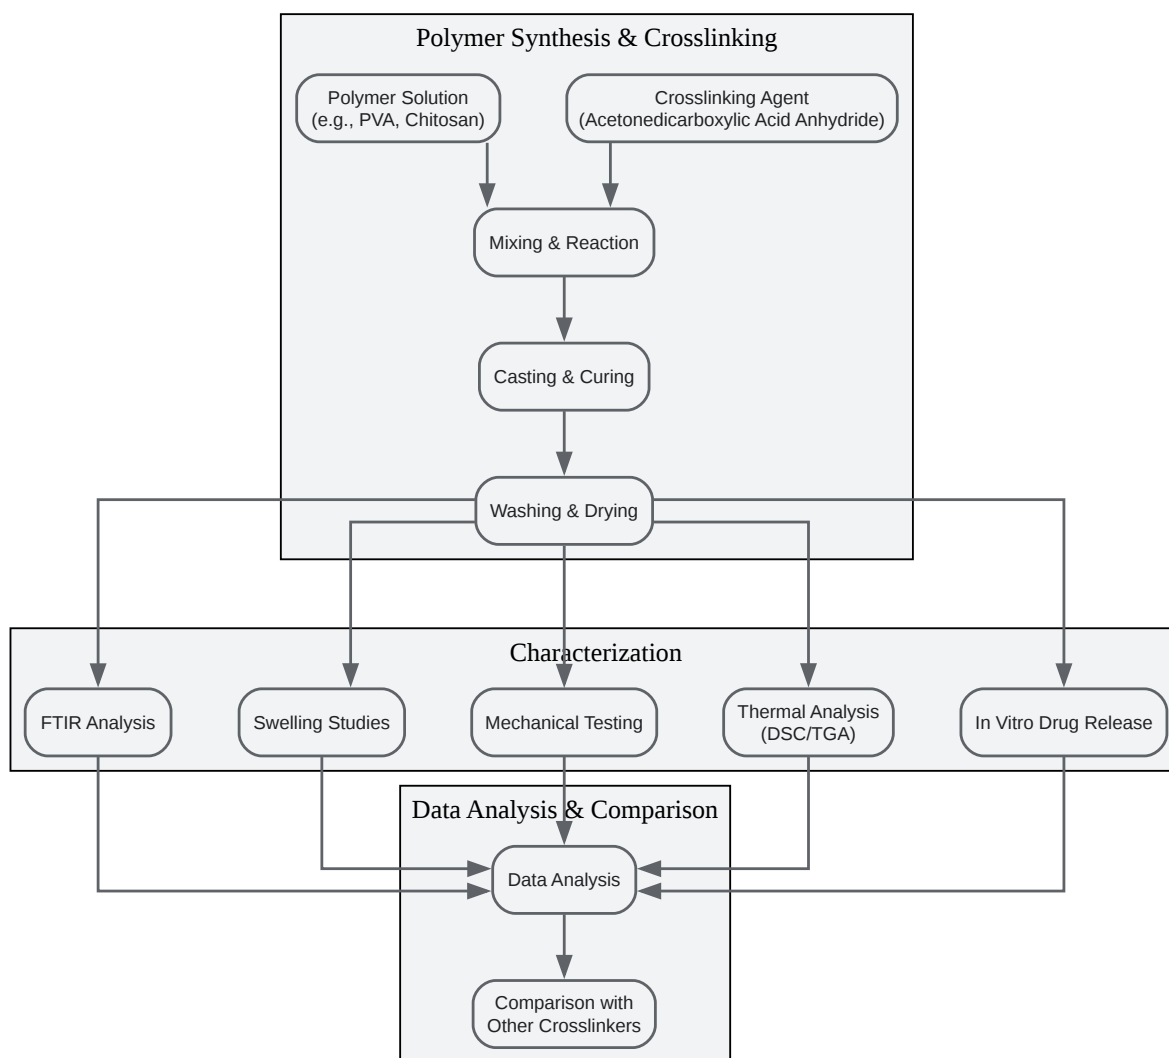 Polymer Synthesis & Crosslinking
Polymer Solution
(e.g., PVA, Chitosan)
Crosslinking Agent
(Acetonedicarboxylic Acid Anhydride)
Mixing & Reaction
Casting & Curing
Washing & Drying
Characterization
FTIR Analysis
Swelling Studies
Mechanical Testing
Thermal Analysis
(DSC/TGA)
In Vitro Drug Release
Data Analysis & Comparison
Data Analysis
Comparison with
Other Crosslinkers